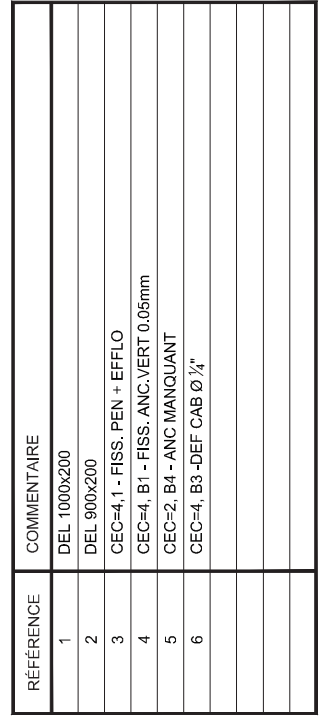 RÉFÉRENCE COMMENTAIRE
1 DEL 1000x200
2 DEL 900x200
3 CEC=4,1 - FISS. PEN + EFFLO
4 CEC=4, B1 - FISS. ANC.VERT 0.05mm
5 CEC=2, B4 - ANC MANQUANT
6 CEC=4, B3 -DEF CAB Ø ¼"